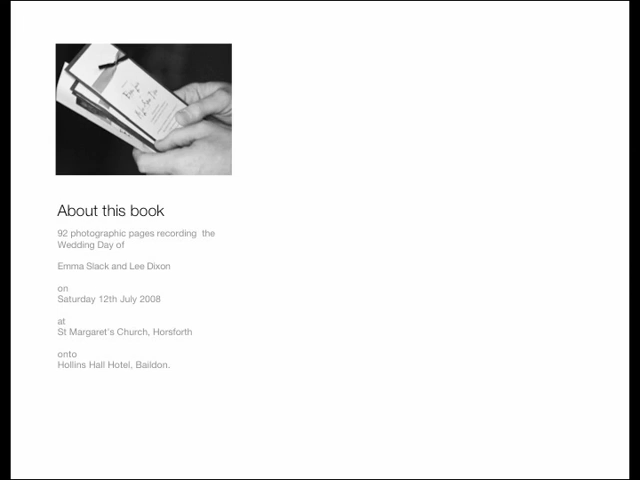 About this book
92 photographic pages recording  the
Wedding Day of
Emma Slack and Lee Dixon
on
Saturday 12th July 2008
at
St Margaret's Church, Horsforth
onto
Hollins Hall Hotel, Baildon.